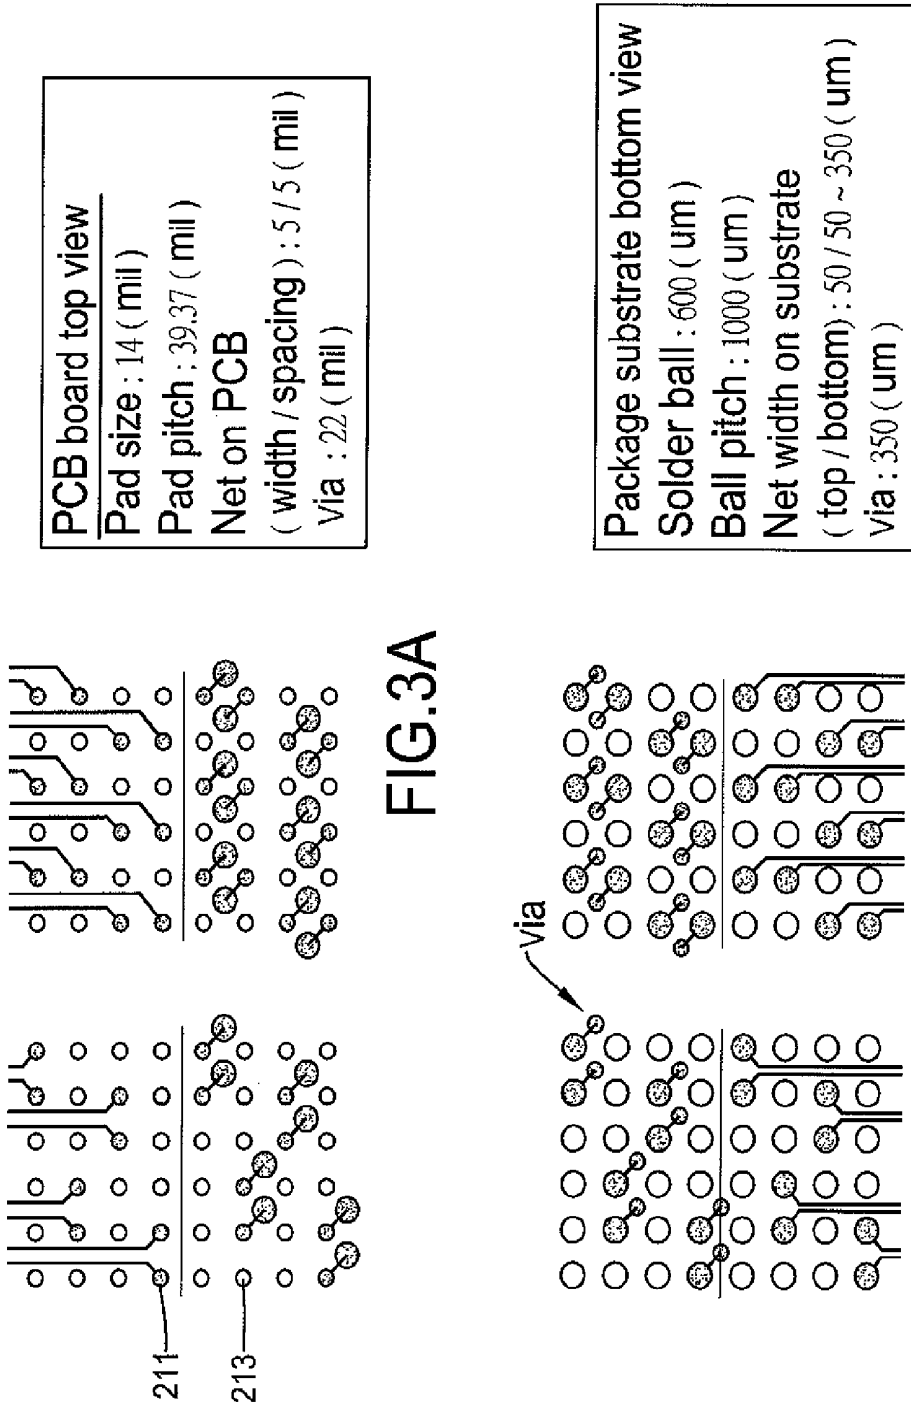 PCB board top view
Pad size : 14 ( mil )
Pad pitch : 39.37 ( mil )
Net on PCB
( width / spacing ) : 5 / 5 ( mil )
Via : 22 ( mil )
211
213
FIG.3A
via
Package substrate bottom view
Solder ball : 600 ( um )
Ball pitch : 1000 ( um )
Net width on substrate
( top / bottom) : 50 / 50 ~ 350 ( um )
Via : 350 ( um )